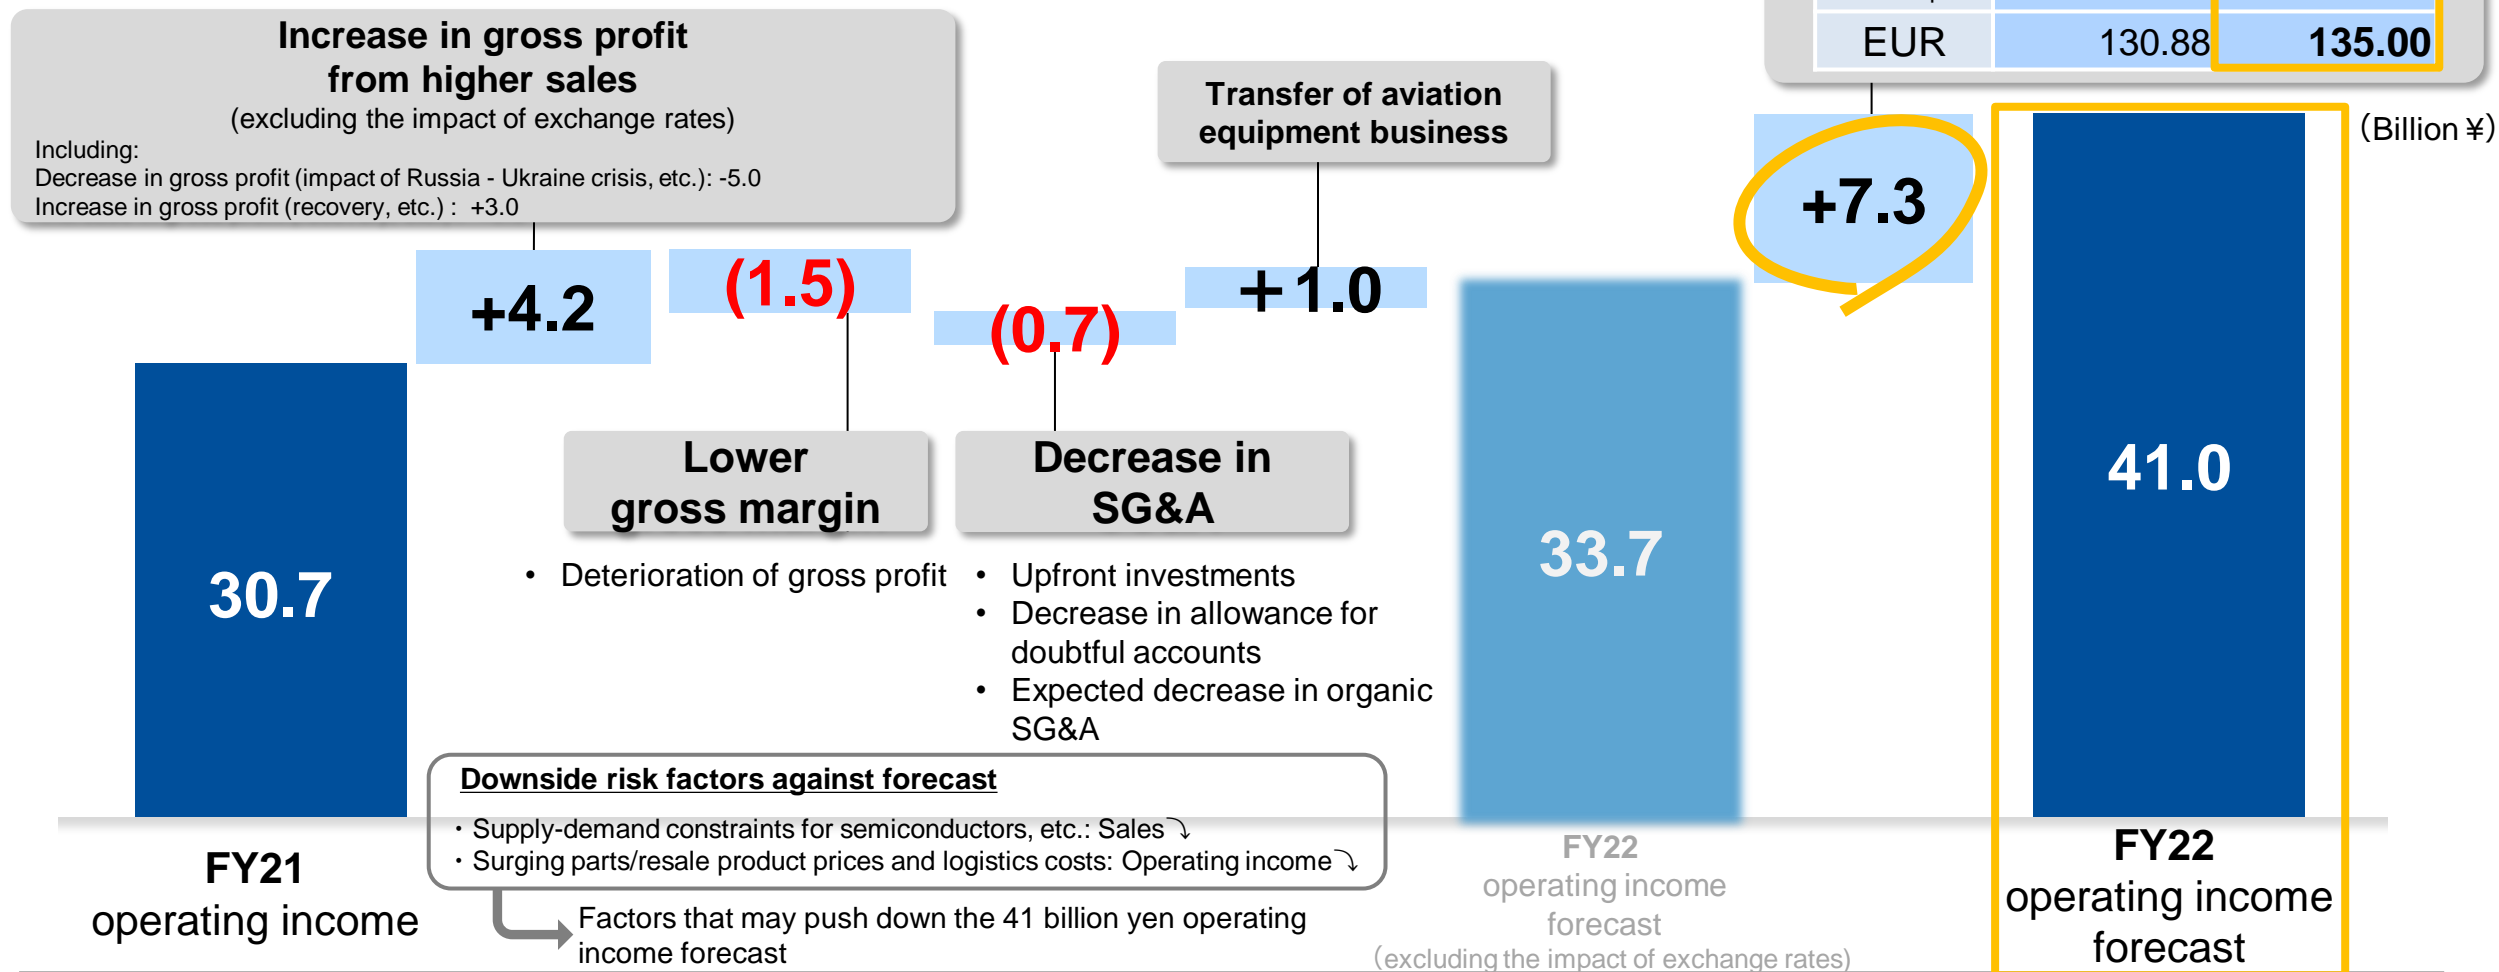 Increase in gross profit
from higher sales
(excluding the impact of exchange rates)
Including:
Decrease in gross profit (impact of Russia - Ukraine crisis, etc.): -5.0
Increase in gross profit (recovery, etc.) : +3.0
EUR 130.88 135.00
Transfer of aviation
equipment business
(Billion ¥)
+7.3
+4.2
(1.5)
(0.7)
+1.0
Lower
gross margin
• Deterioration of gross profit
Decrease in
SG&A
• Upfront investments
• Decrease in allowance for
doubtful accounts
• Expected decrease in organic
SG&A
30.7
33.7
41.0
Downside risk factors against forecast
・Supply-demand constraints for semiconductors, etc.: Sales⤵
・Surging parts/resale product prices and logistics costs: Operating income⤵
Factors that may push down the 41 billion yen operating
income forecast
FY21
operating income
FY22
operating income
forecast
(excluding the impact of exchange rates)
FY22
operating income
forecast